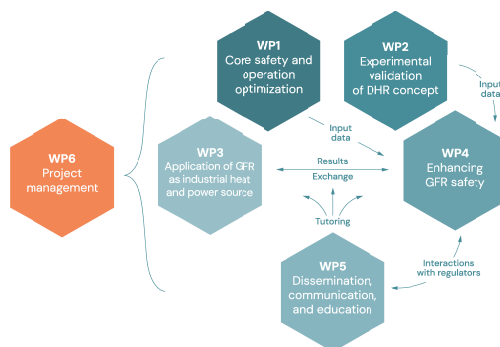 WP1
Core safety and
operation
optimization
WP2
Experimental
validation
of DHR concept
Input
data
WP6
Project
management
WP3
Application of GFR
as industrial heat
and power source
Input
data
Results
Exchange
WP4
Enhancing
GFR safety
Tutoring
WP5
Dissemination,
communication,
and education
Interactions
with regulators